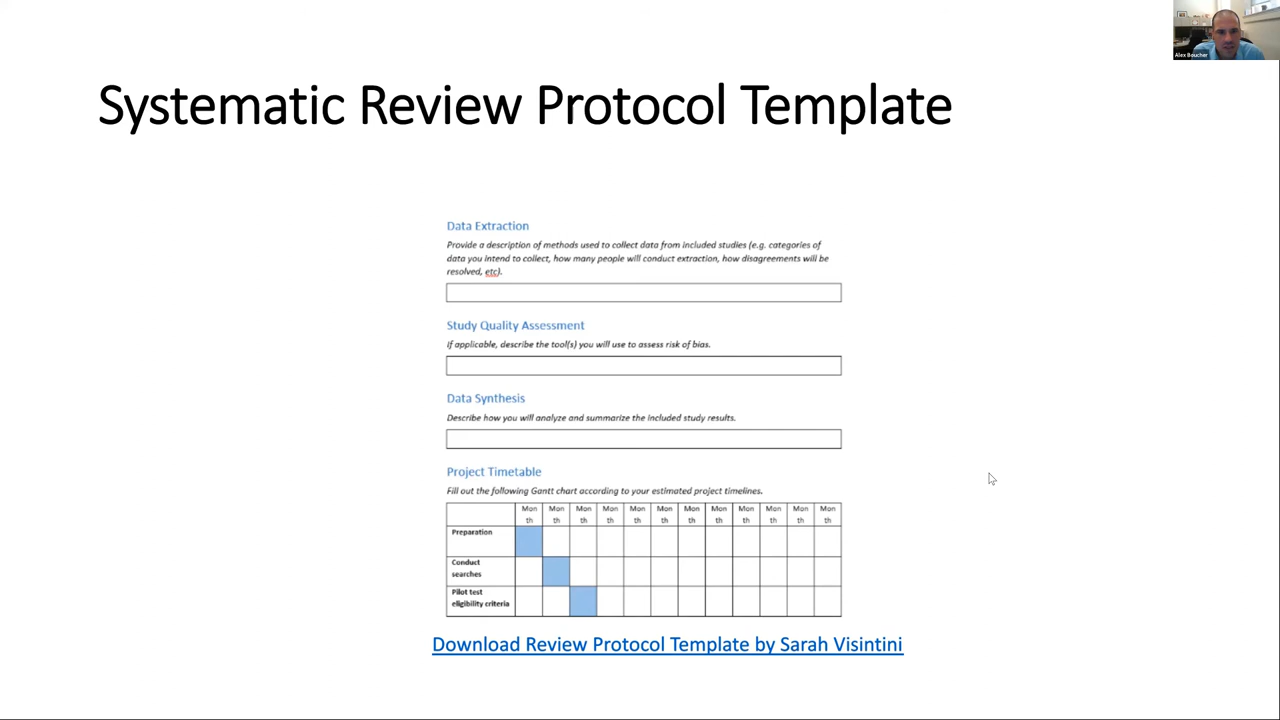 Alex Boucher
Systematic Review Protocol Template
Data Extraction
Provide a description of methods used to collect data from included studies (e.g. categories of
data you intend to collect, how many people will conduct extraction, how disagreements will be
resolved, etc).
Study Quality Assessment
If applicable, describe the tool(s) you will use to assess risk of bias.
Data Synthesis
Describe how you will analyze and summarize the included study results.
Project Timetable
Fill out the following Gantt chart according to your estimated project timelines.
Mon Mon Mon Mon Mon Mon Mon Mon Mon Mon Mon Mon
th th th th th th th th th th th th
Preparation
Conduct
searches
Pilot test
eligibility criteria
Download Review Protocol Template by Sarah Visintini